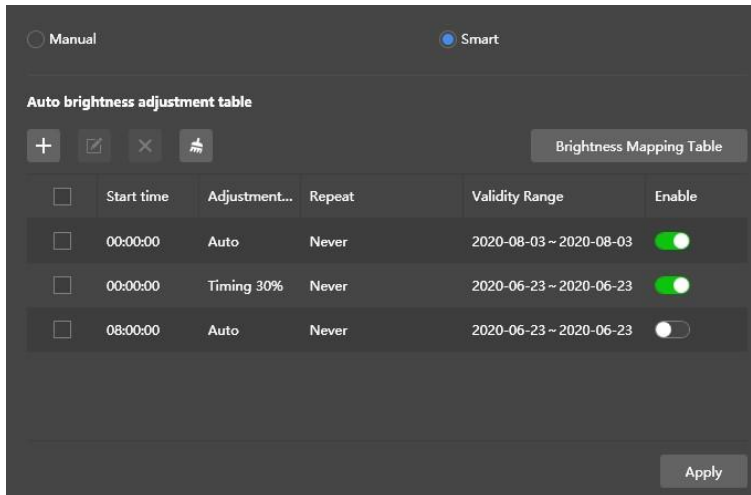 Manual Smart
Auto brightness adjustment table
Brightness Mapping Table
Start time Adjustment... Repeat Validity Range Enable
00:00:00 Auto Never 2020-08-03 ~ 2020-08-03
00:00:00 Timing 30% Never 2020-06-23 ~ 2020-06-23
08:00:00 Auto Never 2020-06-23 ~ 2020-06-23
Apply